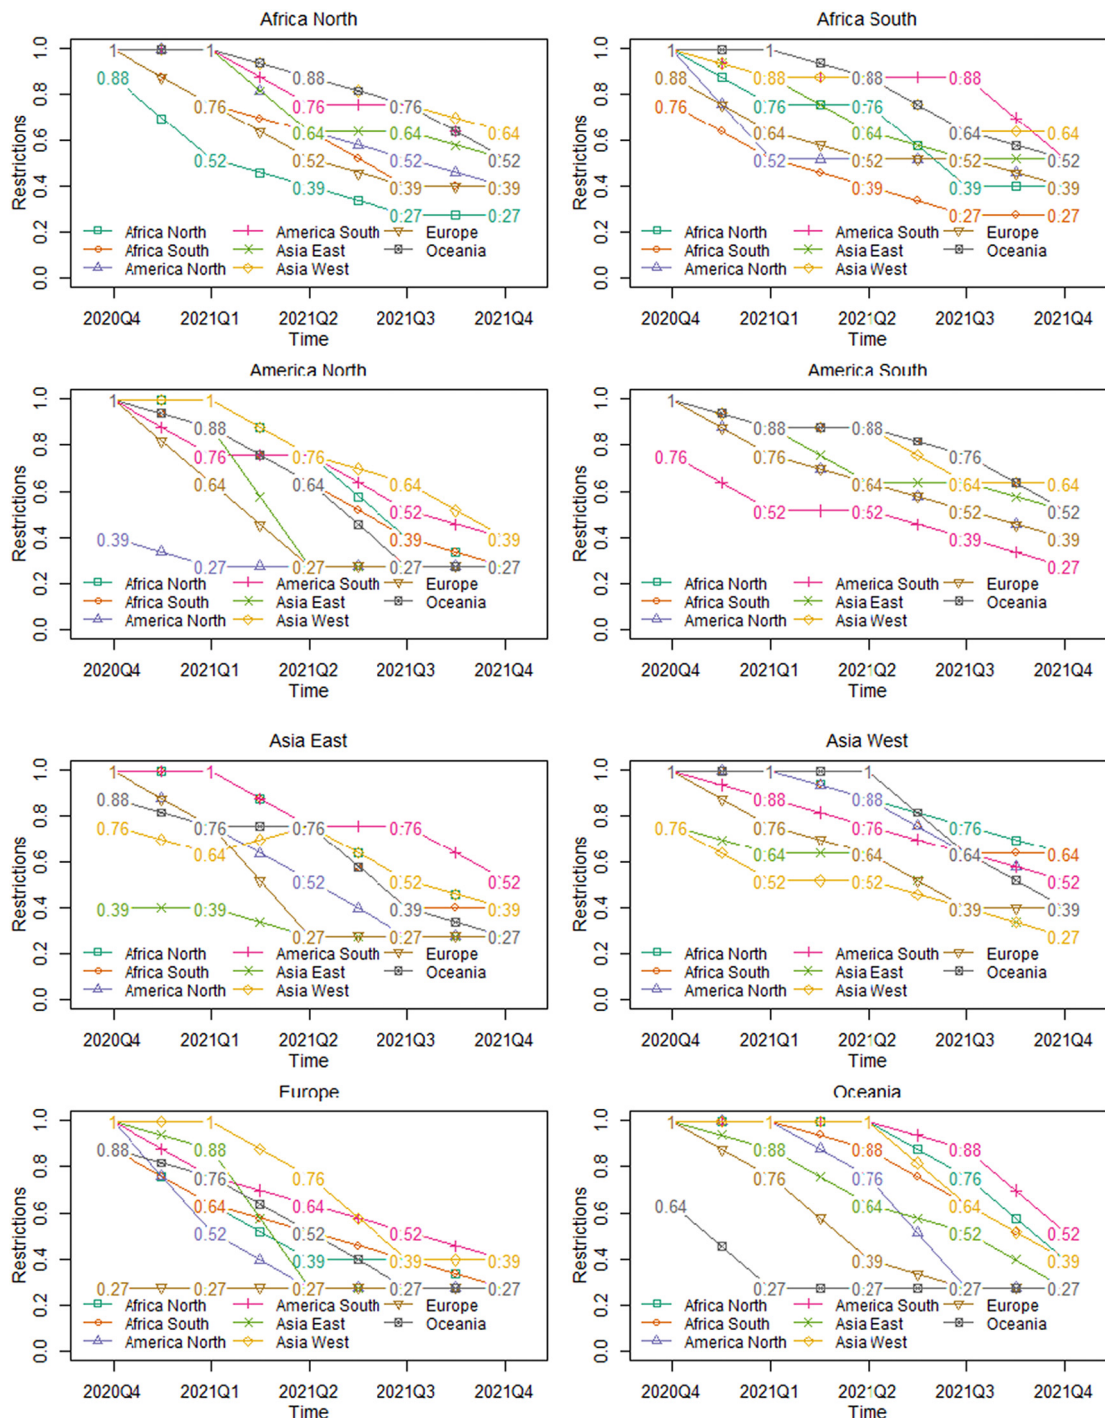 Africa North
Restrictions
0.0 0.2 0.4 0.6 0.8 1.0
1 1
0.88 0.88
0.76 0.76 0.76
0.64 0.64 0.64
0.52 0.52 0.52 0.52
0.39 0.39 0.39
0.27 0.27
Africa North America South Europe
Africa South Asia East Oceania
America North Asia West
2020Q4 2021Q1 2021Q2 2021Q3 2021Q4
Time
Africa South
Restrictions
0.0 0.2 0.4 0.6 0.8 1.0
1 1
0.88 0.88 0.88 0.88
0.76 0.76 0.76
0.64 0.64 0.64 0.64
0.52 0.52 0.52 0.52
0.39 0.39 0.39
0.27 0.27
Africa North America South Europe
Africa South Asia East Oceania
America North Asia West
2020Q4 2021Q1 2021Q2 2021Q3 2021Q4
Time
America North
Restrictions
0.0 0.2 0.4 0.6 0.8 1.0
1 1
0.88
0.76 0.76
0.64 0.64 0.64
0.52
0.39 0.39 0.39
0.27 0.27 0.27 0.27
Africa North America South Europe
Africa South Asia East Oceania
America North Asia West
2020Q4 2021Q1 2021Q2 2021Q3 2021Q4
Time
America South
Restrictions
0.0 0.2 0.4 0.6 0.8 1.0
1
0.88 0.88
0.76 0.76 0.76
0.64 0.64 0.64
0.52 0.52 0.52 0.52
0.39 0.39
0.27
Africa North America South Europe
Africa South Asia East Oceania
America North Asia West
2020Q4 2021Q1 2021Q2 2021Q3 2021Q4
Time
Asia East
Restrictions
0.0 0.2 0.4 0.6 0.8 1.0
1 1
0.88
0.76 0.76 0.76 0.76
0.64
0.52 0.52 0.52
0.39 0.39 0.39 0.39
0.27 0.27 0.27
Africa North America South Europe
Africa South Asia East Oceania
America North Asia West
2020Q4 2021Q1 2021Q2 2021Q3 2021Q4
Time
Asia West
Restrictions
0.0 0.2 0.4 0.6 0.8 1.0
1 1 1
0.88 0.88
0.76 0.76 0.76 0.76
0.64 0.64 0.64 0.64
0.52 0.52 0.52
0.39 0.39
0.27
Africa North America South Europe
Africa South Asia East Oceania
America North Asia West
2020Q4 2021Q1 2021Q2 2021Q3 2021Q4
Time
Europe
Restrictions
0.0 0.2 0.4 0.6 0.8 1.0
1 1
0.88 0.88
0.76 0.76
0.64 0.64
0.52 0.52 0.52
0.39 0.39 0.39
0.27 0.27 0.27 0.27 0.27
Africa North America South Europe
Africa South Asia East Oceania
America North Asia West
2020Q4 2021Q1 2021Q2 2021Q3 2021Q4
Time
Oceania
Restrictions
0.0 0.2 0.4 0.6 0.8 1.0
1 1 1
0.88 0.88 0.88
0.76 0.76 0.76
0.64 0.64 0.64
0.52 0.52
0.39 0.39
0.27 0.27 0.27 0.27
Africa North America South Europe
Africa South Asia East Oceania
America North Asia West
2020Q4 2021Q1 2021Q2 2021Q3 2021Q4
Time